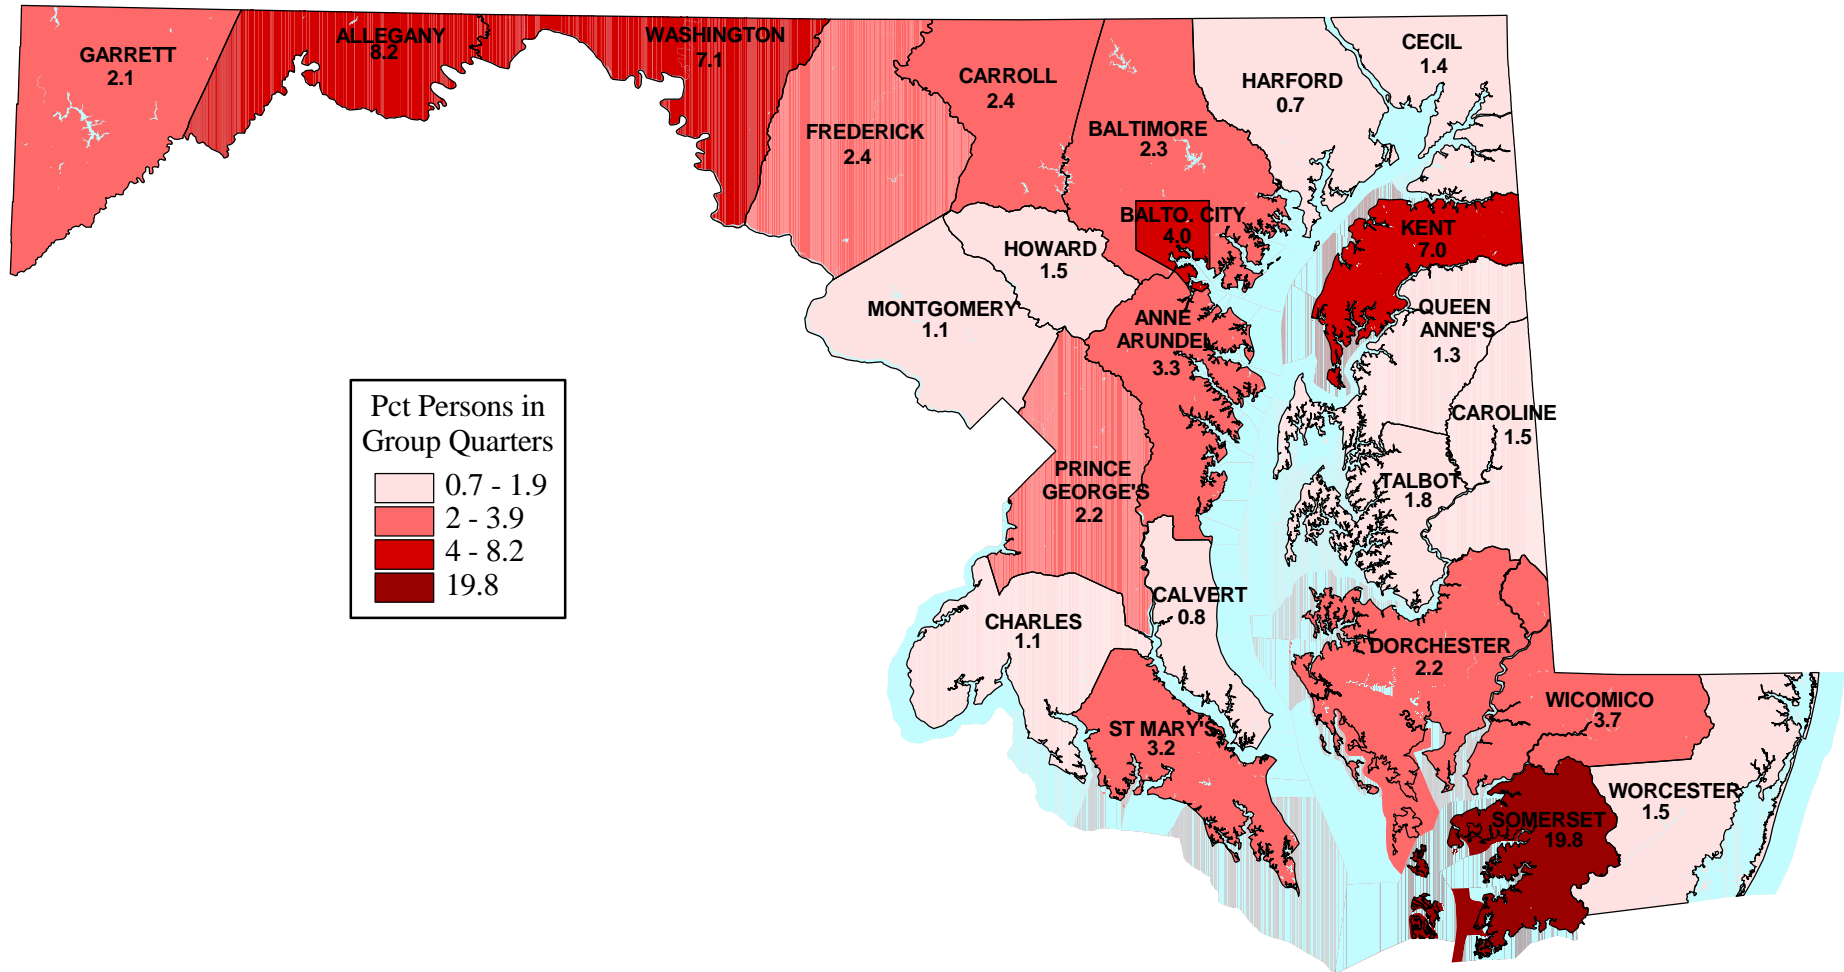 GARRETT
2.1
ALLEGANY
8.2
WASHINGTON
7.1
FREDERICK
2.4
CARROLL
2.4
BALTIMORE
2.3
HARFORD
0.7
CECIL
1.4
BALTO. CITY
4.0
KENT
7.0
HOWARD
1.5
MONTGOMERY
1.1
ANNE
ARUNDEL
3.3
QUEEN
ANNE'S
1.3
CAROLINE
1.5
TALBOT
1.8
PRINCE
GEORGE'S
2.2
Pct Persons in
Group Quarters
0.7 - 1.9
2 - 3.9
4 - 8.2
19.8
CALVERT
0.8
CHARLES
1.1
ST MARY'S
3.2
DORCHESTER
2.2
WICOMICO
3.7
WORCESTER
1.5
SOMERSET
19.8